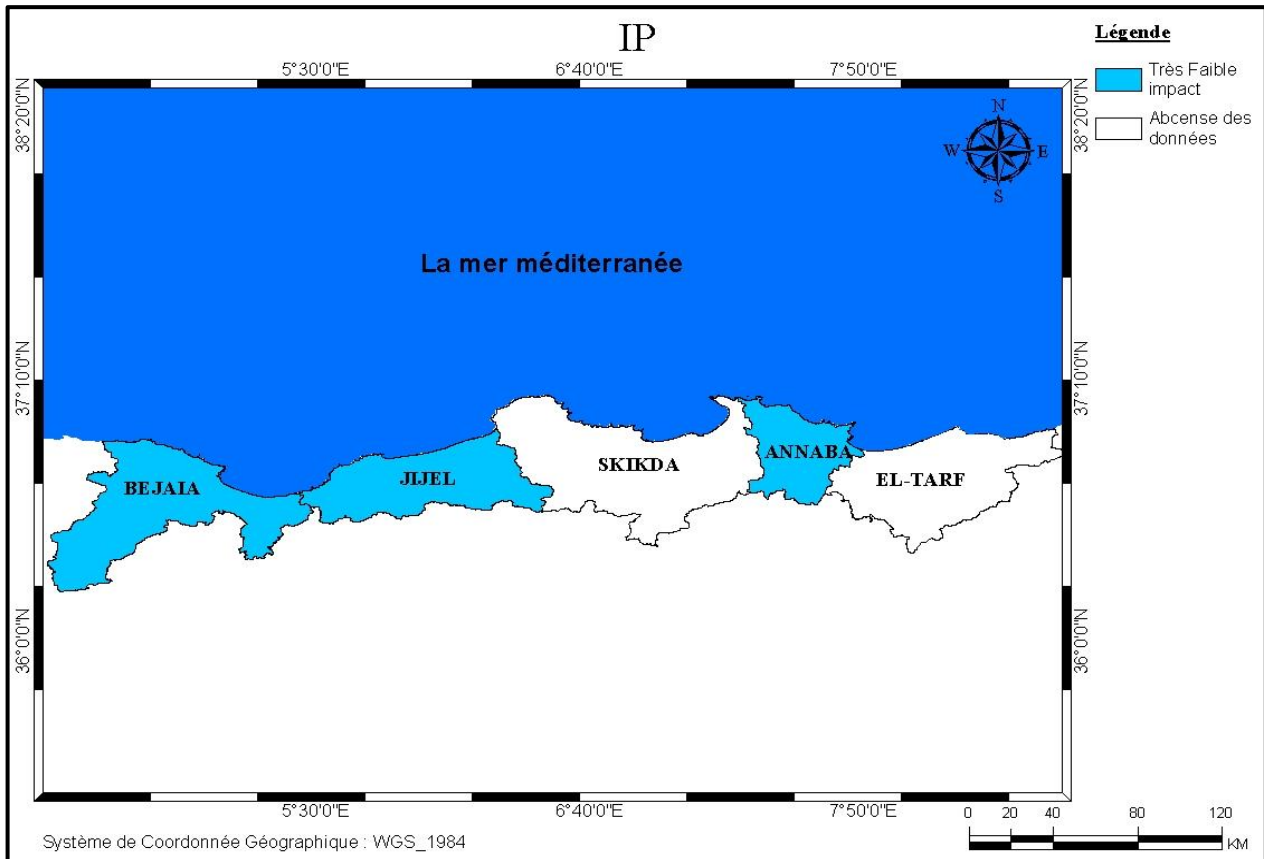 IP
Légende
Très Faible
impact
Abcense des
données
5°30'0"E
6°40'0"E
7°50'0"E
38°20'0"N
38°20'0"N
N
W
E
S
La mer méditerranée
37°10'0"N
37°10'0"N
BEJAIA
JIJEL
SKIKDA
ANNABA
EL-TARF
36°0'0"N
36°0'0"N
5°30'0"E
6°40'0"E
7°50'0"E
0 20 40 80 120
KM
Système de Coordonnée Géographique : WGS_1984